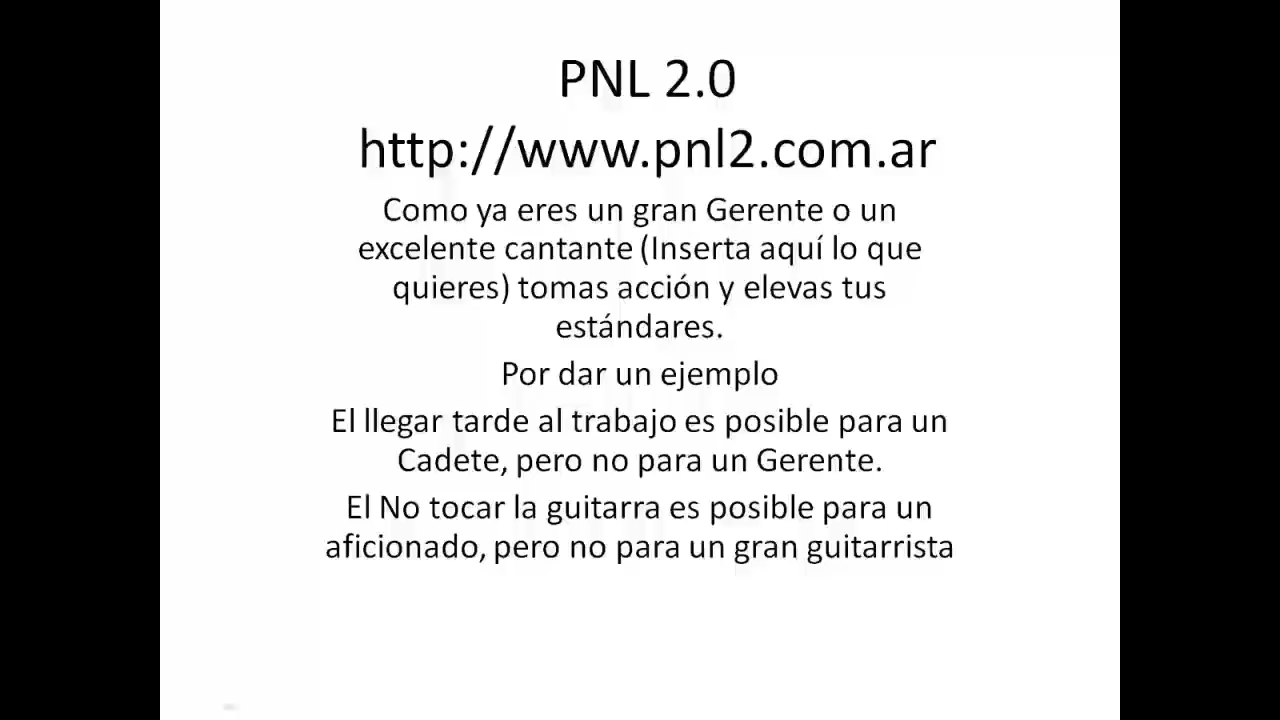 PNL 2.0
http://www.pnl2.com.ar
Como ya eres un gran Gerente o un
excelente cantante (Inserta aquí lo que
quieres) tomas acción y elevas tus
estándares.
Por dar un ejemplo
El llegar tarde al trabajo es posible para un
Cadete, pero no para un Gerente.
El No tocar la guitarra es posible para un
aficionado, pero no para un gran guitarrista